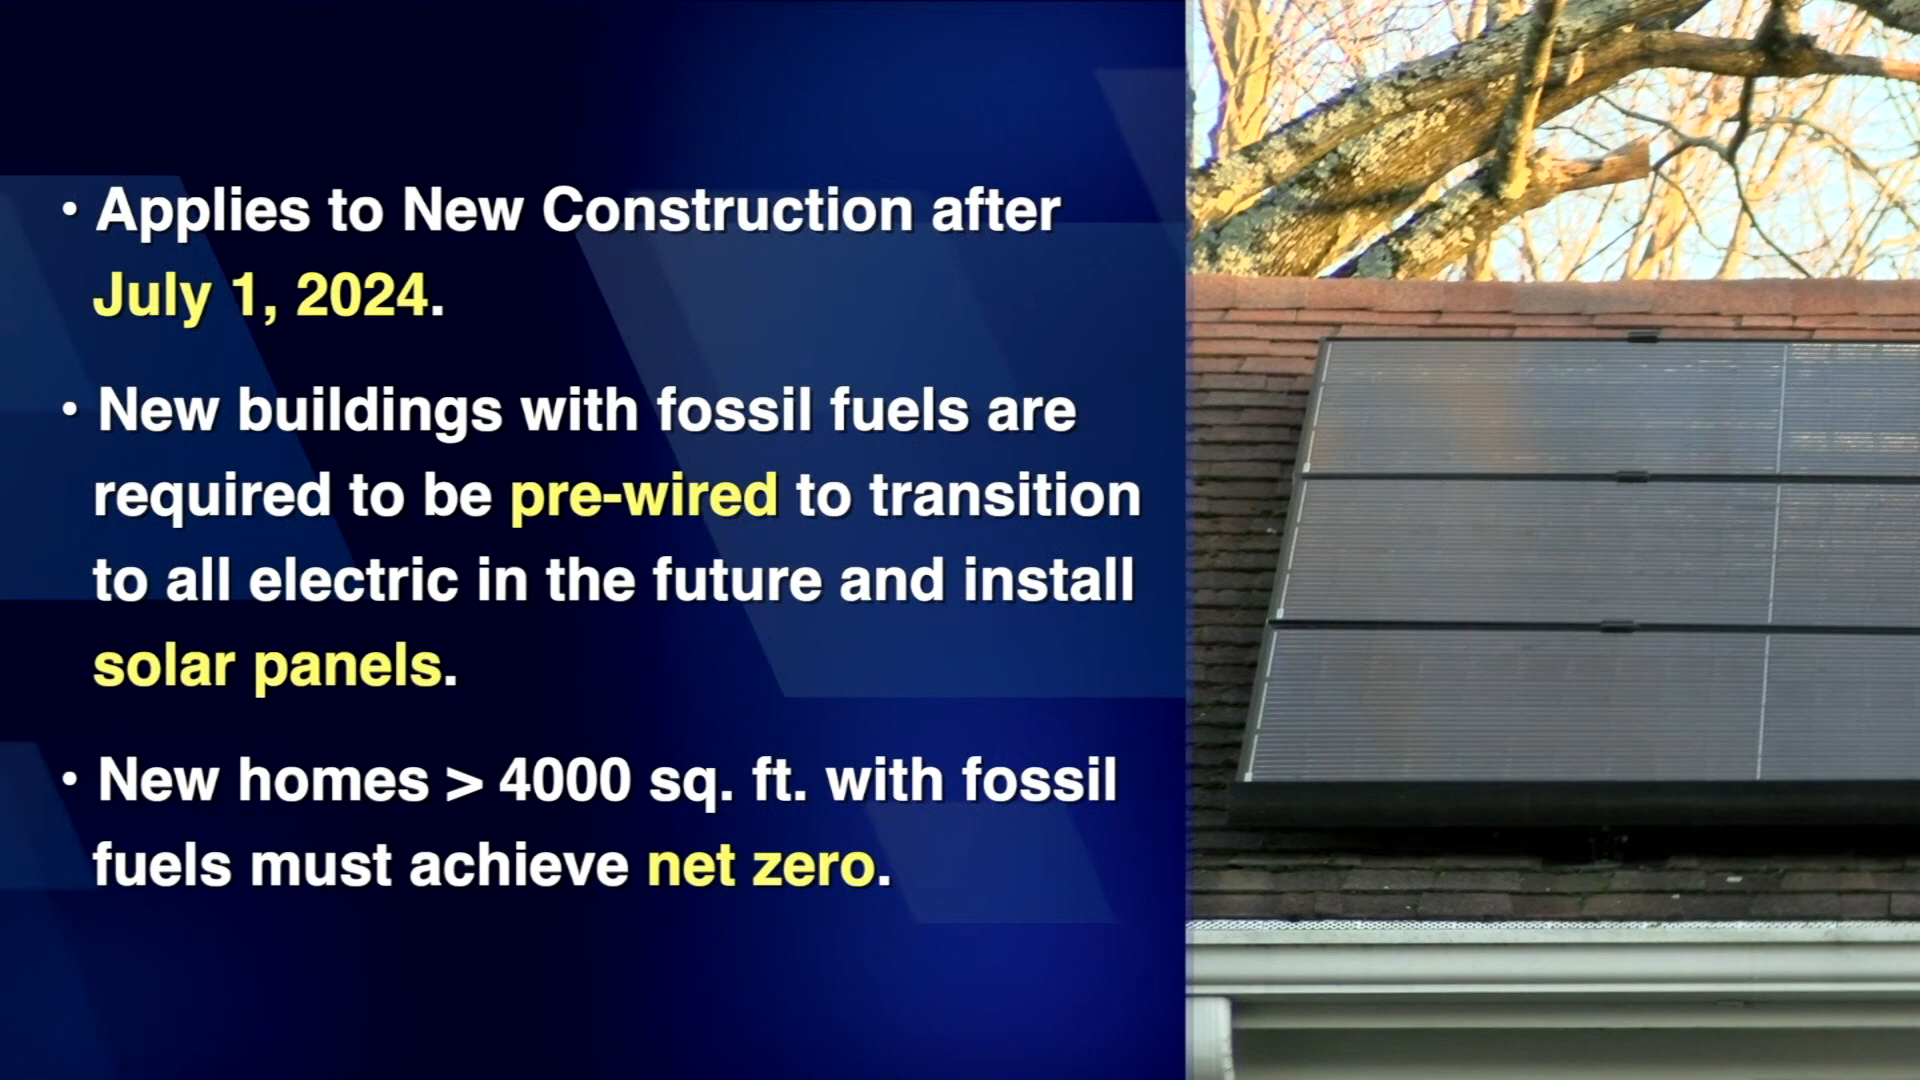 • Applies to New Construction after
July 1, 2024.
• New buildings with fossil fuels are
required to be pre-wired to transition
to all electric in the future and install
solar panels.
• New homes > 4000 sq. ft. with fossil
fuels must achieve net zero.